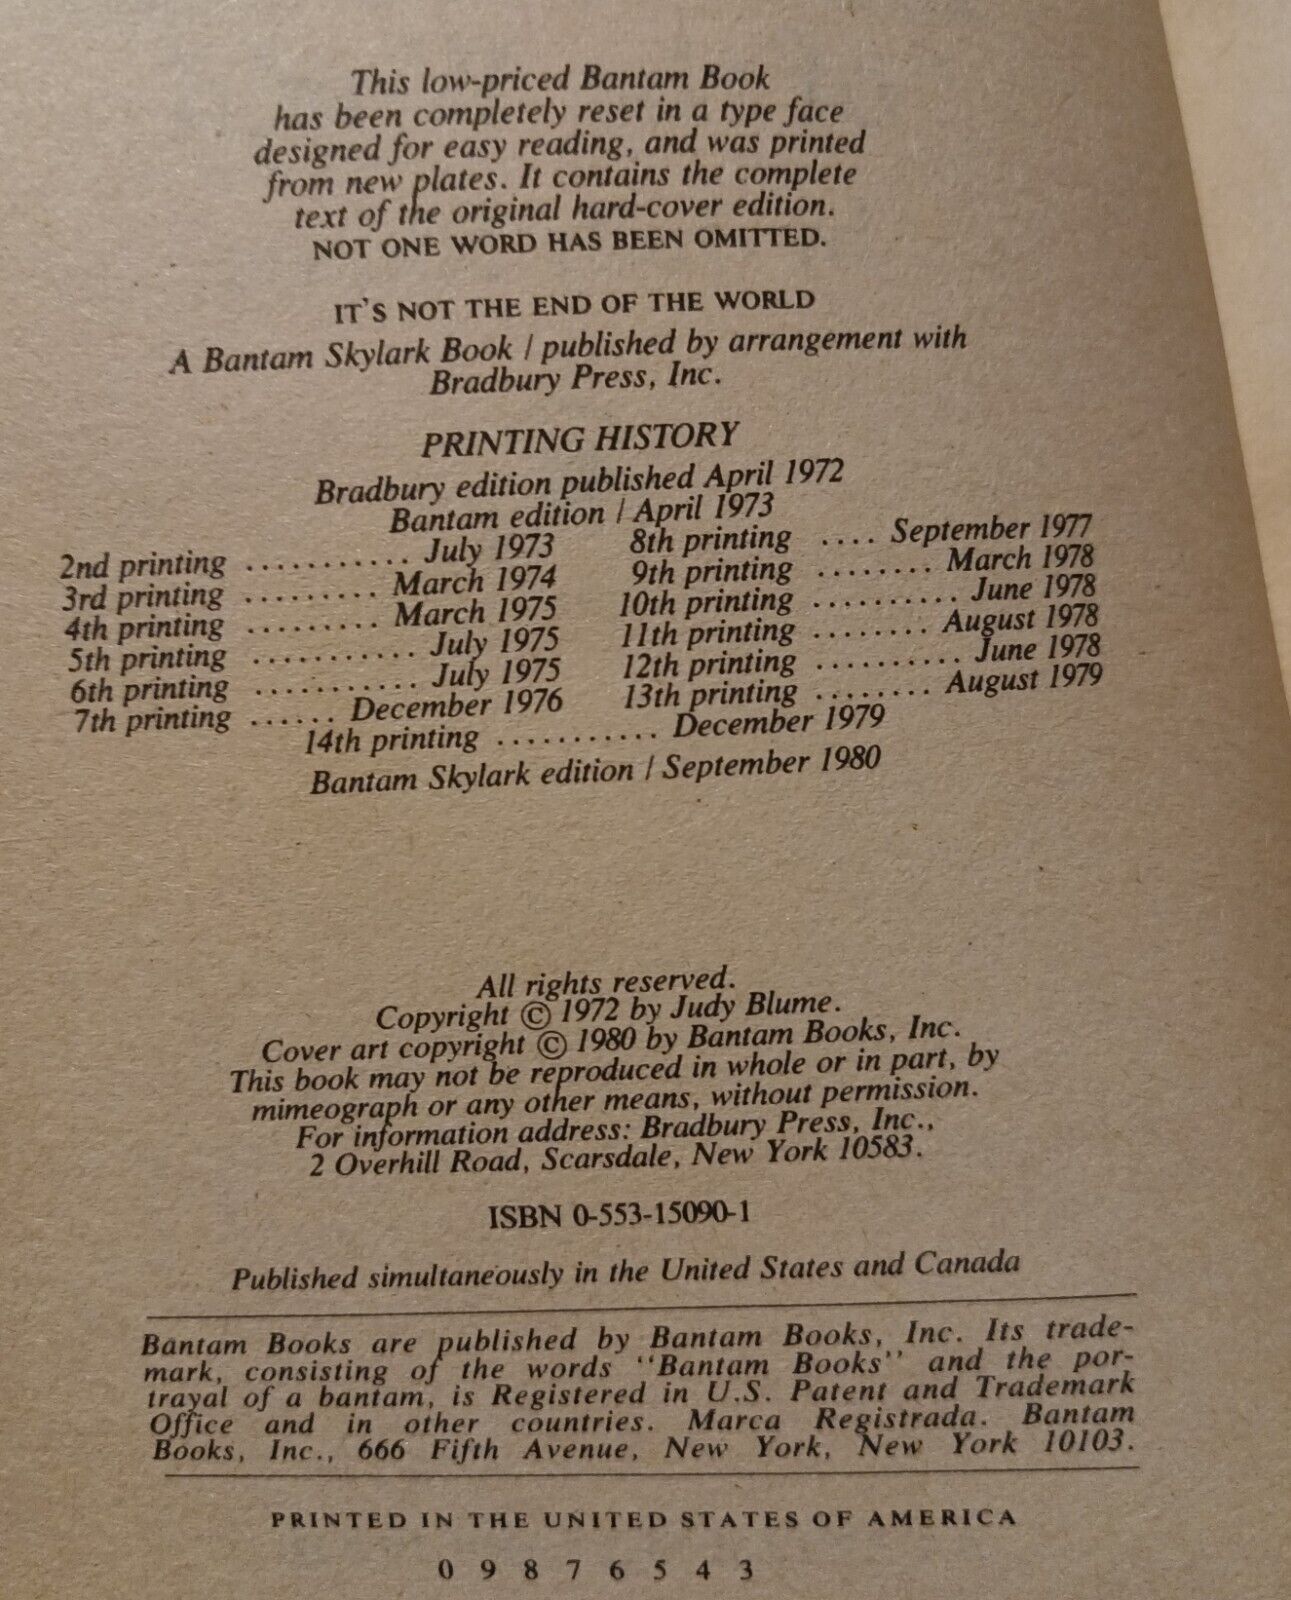 This low-priced Bantam Book
has been completely reset in a type face
designed for easy reading, and was printed
from new plates. It contains the complete
text of the original hard-cover edition.
NOT ONE WORD HAS BEEN OMITTED.
IT'S NOT THE END OF THE WORLD
A Bantam Skylark Book / published by arrangement with
Bradbury Press, Inc.
PRINTING HISTORY
Bradbury edition published April 1972
Bantam edition / April 1973
2nd printing ........... July 1973
3rd printing ......... March 1974
4th printing ......... March 1975
5th printing ........... July 1975
6th printing ........... July 1975
7th printing ...... December 1976
8th printing .... September 1977
9th printing ........ March 1978
10th printing .......... June 1978
11th printing ........ August 1978
12th printing .......... June 1978
13th printing ........ August 1979
14th printing ........... December 1979
Bantam Skylark edition / September 1980
All rights reserved.
Copyright © 1972 by Judy Blume.
Cover art copyright © 1980 by Bantam Books, Inc.
This book may not be reproduced in whole or in part, by
mimeograph or any other means, without permission.
For information address: Bradbury Press, Inc.,
2 Overhill Road, Scarsdale, New York 10583.
ISBN 0-553-15090-1
Published simultaneously in the United States and Canada
Bantam Books are published by Bantam Books, Inc. Its trade-
mark, consisting of the words "Bantam Books" and the por-
trayal of a bantam, is Registered in U.S. Patent and Trademark
Office and in other countries. Marca Registrada. Bantam
Books, Inc., 666 Fifth Avenue, New York, New York 10103.
PRINTED IN THE UNITED STATES OF AMERICA
0 9 8 7 6 5 4 3